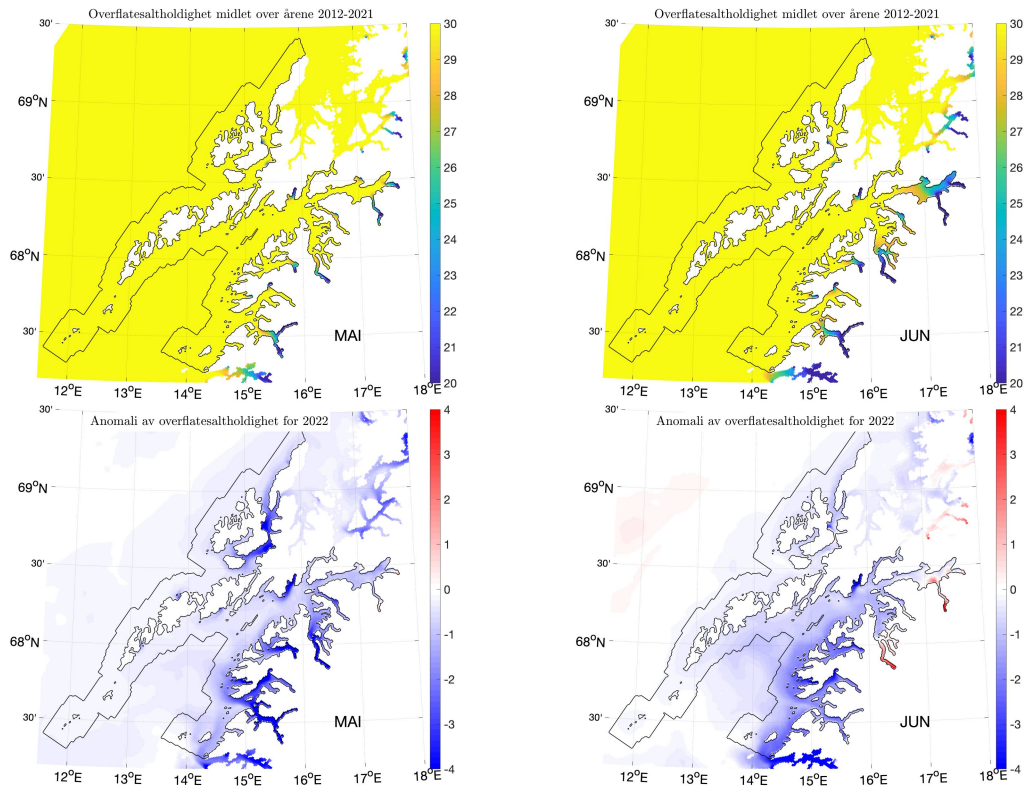 Overflatesaltholdighet midlet over årene 2012-2021
30'
69°N
30'
68°N
30'
12°E
13°E
14°E
15°E
16°E
17°E
18°E
MAI
30
29
28
27
26
25
24
23
22
21
20
Overflatesaltholdighet midlet over årene 2012-2021
30'
69°N
30'
68°N
30'
12°E
13°E
14°E
15°E
16°E
17°E
18°E
JUN
30
29
28
27
26
25
24
23
22
21
20
Anomali av overflatesaltholdighet for 2022
30'
69°N
30'
68°N
30'
12°E
13°E
14°E
15°E
16°E
17°E
18°E
MAI
4
3
2
1
0
-1
-2
-3
-4
Anomali av overflatesaltholdighet for 2022
30'
69°N
30'
68°N
30'
12°E
13°E
14°E
15°E
16°E
17°E
18°E
JUN
4
3
2
1
0
-1
-2
-3
-4